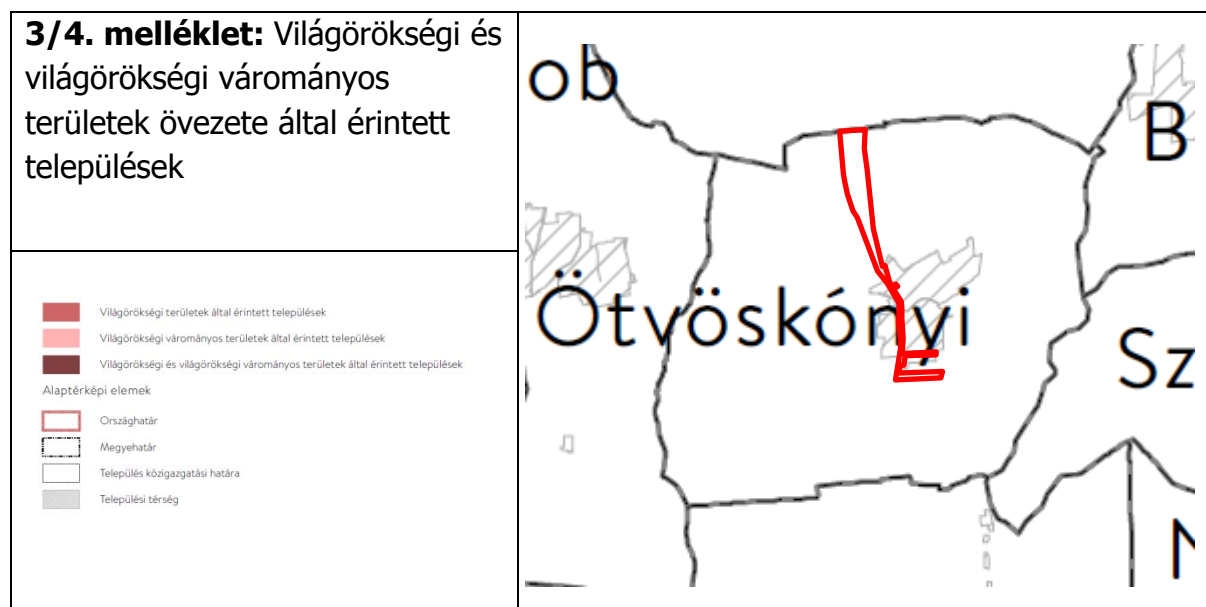 3/4. melléklet: Világörökségi és
világörökségi várományos
területek övezete által érintett
települések
Világörökségi területek által érintett települések
Világörökségi várományos területek által érintett települések
Világörökségi és világörökségi várományos területek által érintett települések
Alaptérképi elemek
Országhatár
Megyehatár
Település közigazgatási határa
Települési térség
ob
B
Ötvöskónyi
Sz
N